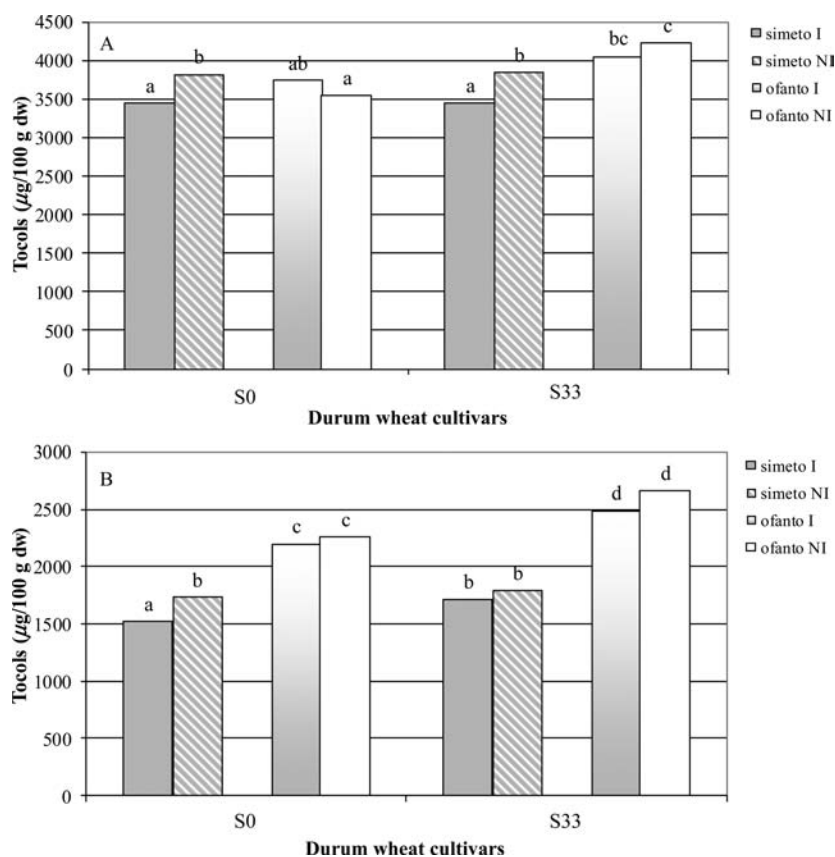 A
Tocols (µg/100 g dw)
4500
4000
3500
3000
2500
2000
1500
1000
500
0
a
b
ab
a
a
b
bc
c
S0
S33
Durum wheat cultivars
simeto I
simeto NI
ofanto I
ofanto NI
B
Tocols (µg/100 g dw)
3000
2500
2000
1500
1000
500
0
a
b
c
c
b
b
d
d
S0
S33
Durum wheat cultivars
simeto I
simeto NI
ofanto I
ofanto NI